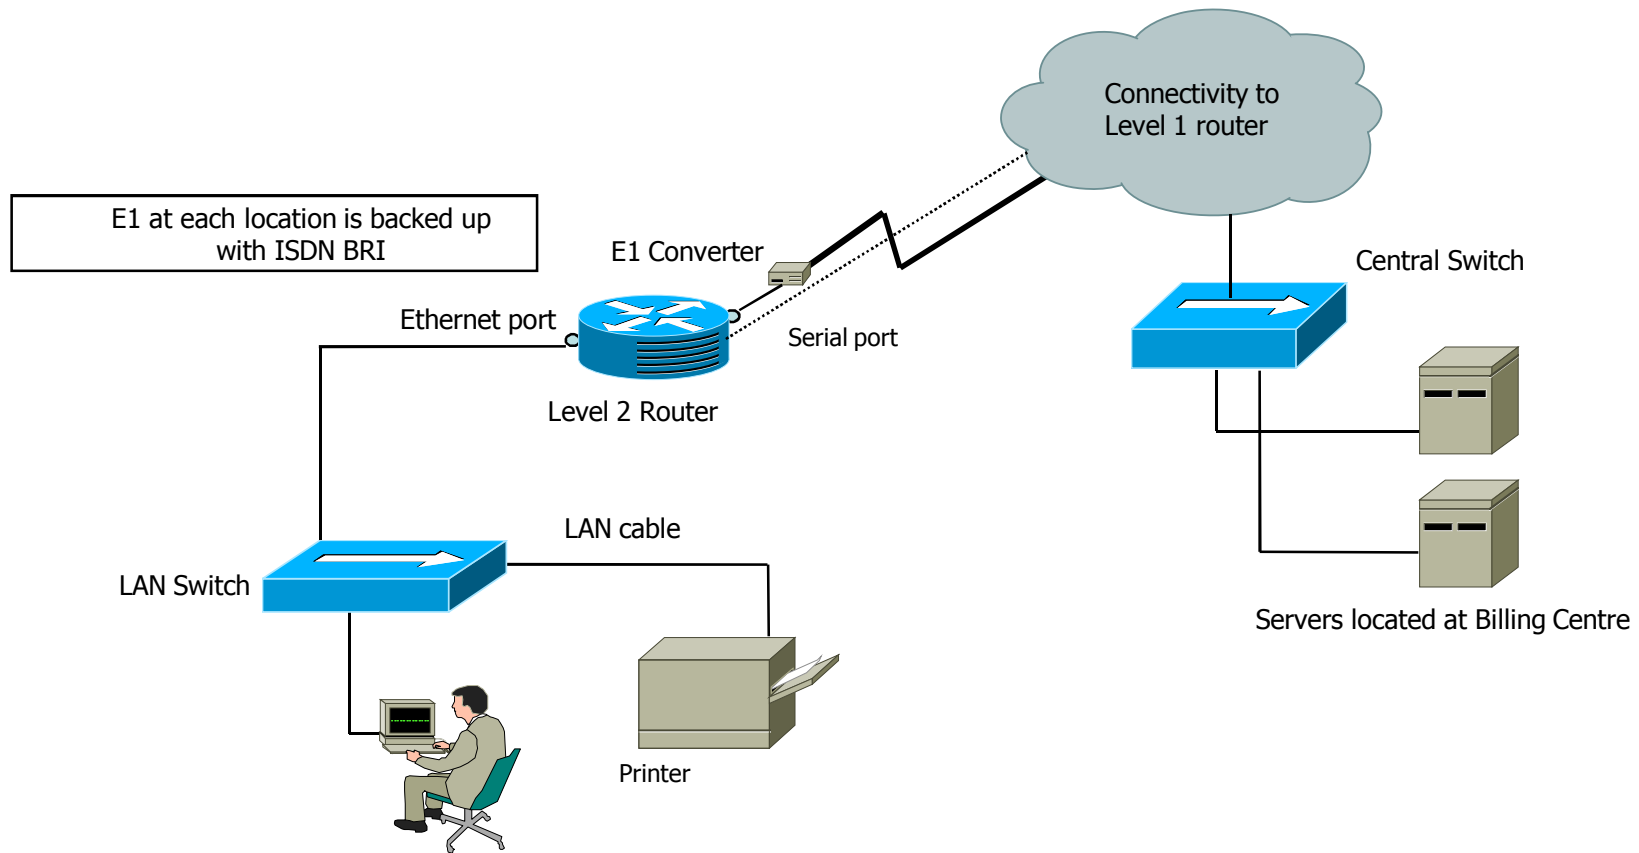 Connectivity to
Level 1 router
E1 at each location is backed up
with ISDN BRI
E1 Converter
Central Switch
Ethernet port
Serial port
Level 2 Router
LAN cable
LAN Switch
Servers located at Billing Centre
Printer